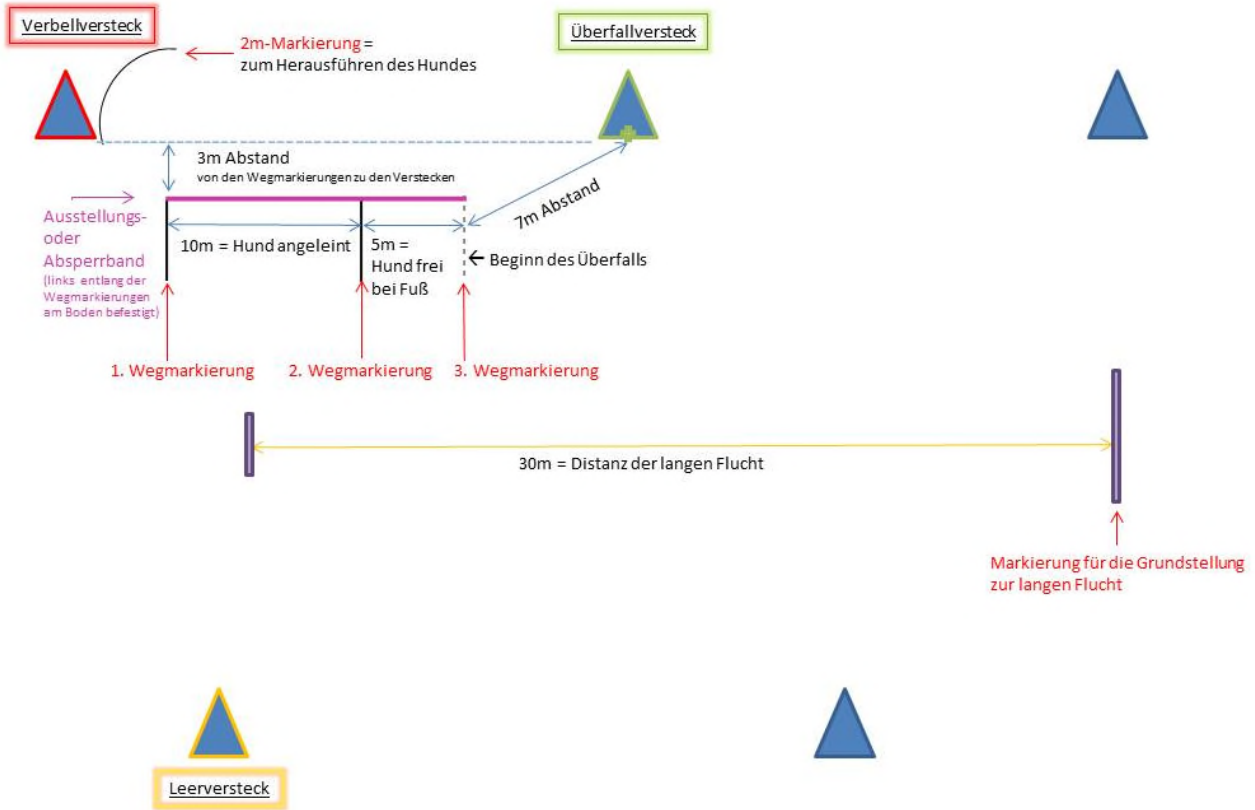 Verbellversteck
2m-Markierung =
zum Herausführen des Hundes
Überfallversteck
3m Abstand
von den Wegmarkierungen zu den Verstecken
7m Abstand
Ausstellungs-
oder
Absperrband
(links entlang der
Wegmarkierungen
am Boden befestigt)
10m = Hund angeleint
5m =
Hund frei
bei Fuß
← Beginn des Überfalls
1. Wegmarkierung
2. Wegmarkierung
3. Wegmarkierung
30m = Distanz der langen Flucht
Markierung für die Grundstellung
zur langen Flucht
Leerversteck